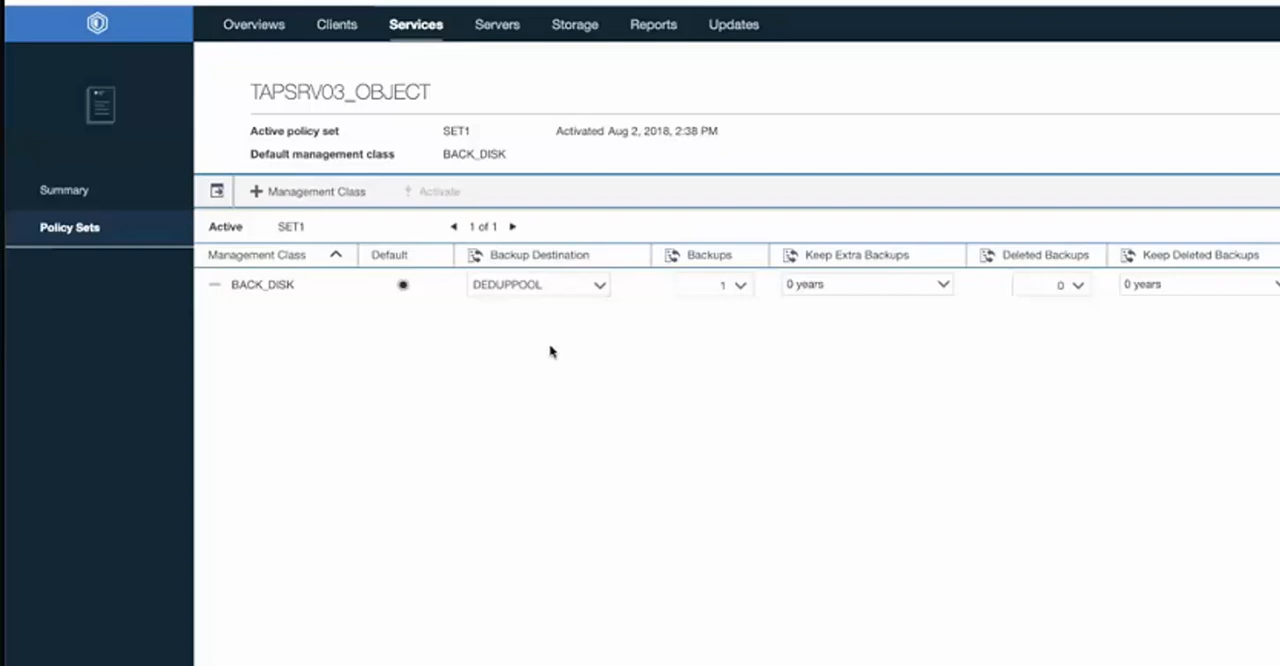 Overviews Clients Services Servers Storage Reports Updates
TAPSRV03_OBJECT
Active policy set SET1 Activated Aug 2, 2018, 2:38 PM
Default management class BACK_DISK
Summary
Management Class Activate
Policy Sets
Active SET1 1 of 1
Management Class Default Backup Destination Backups Keep Extra Backups Deleted Backups Keep Deleted Backups
BACK_DISK DEDUPPOOL 1 0 years 0 0 years